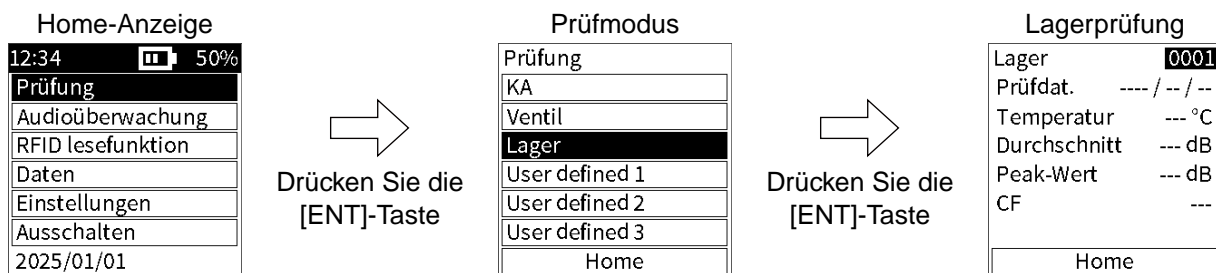 Home-Anzeige
12:34 50%
Prüfung
Audioüberwachung
RFID lesefunktion
Daten
Einstellungen
Ausschalten
2025/01/01
Drücken Sie die
[ENT]-Taste
Prüfmodus
Prüfung
KA
Ventil
Lager
User defined 1
User defined 2
User defined 3
Home
Drücken Sie die
[ENT]-Taste
Lagerprüfung
Lager 0001
Prüfdat. ---- / -- / --
Temperatur --- °C
Durchschnitt --- dB
Peak-Wert --- dB
CF ---
Home